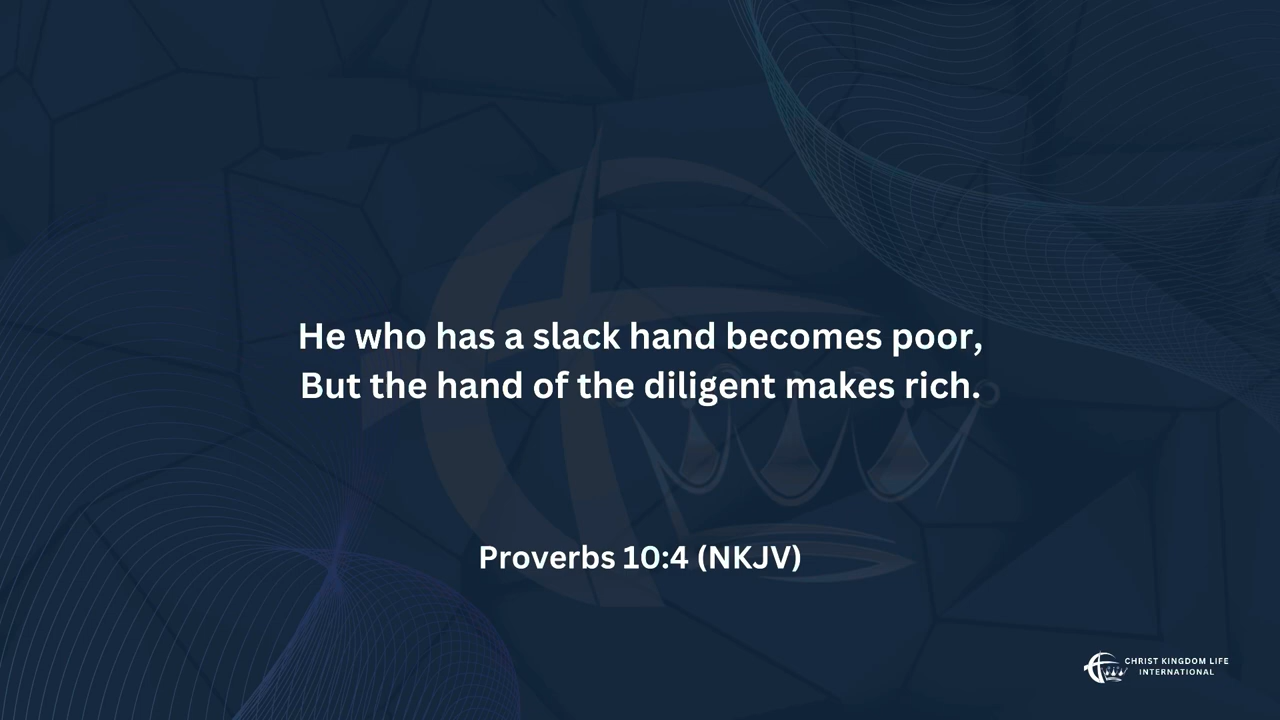 He who has a slack hand becomes poor,
But the hand of the diligent makes rich.
Proverbs 10:4 (NKJV)
CHRIST KINGDOM LIFE
INTERNATIONAL